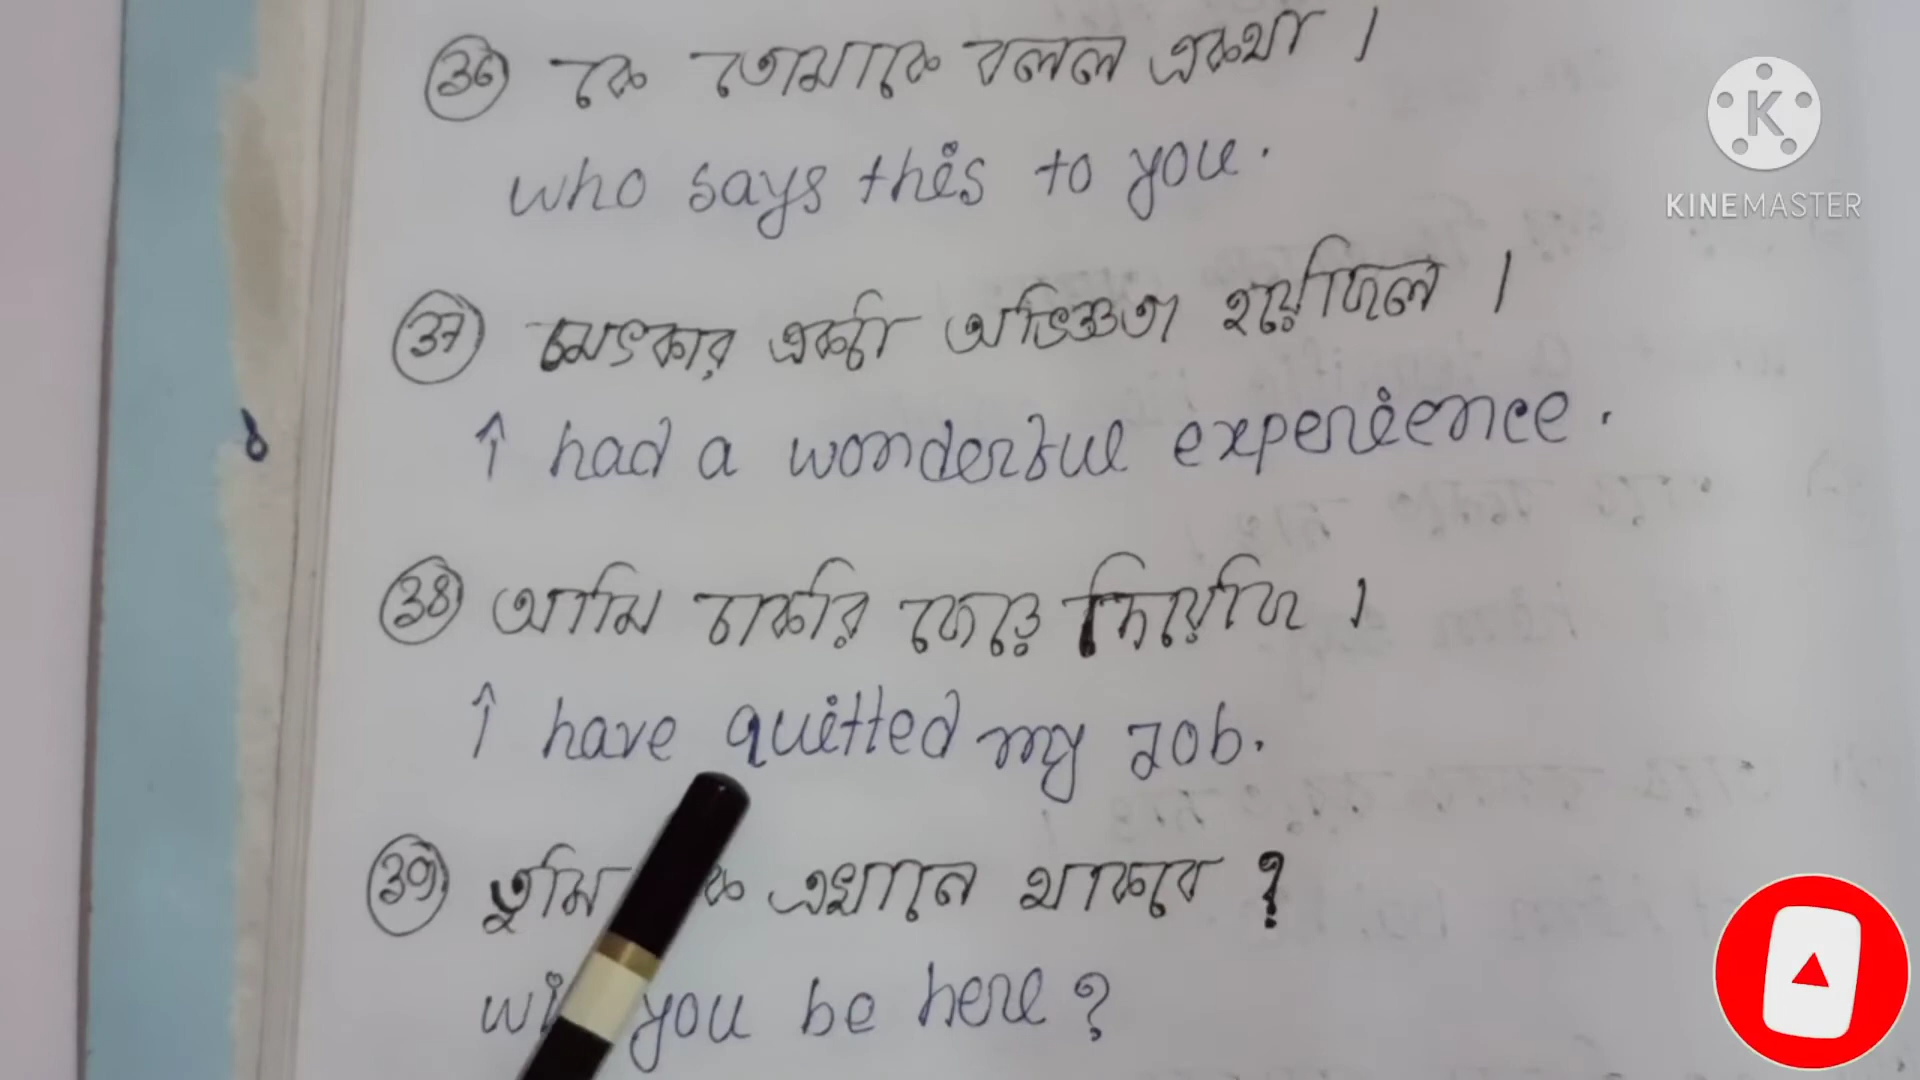 36 কে তোমাকে বলল একথা ।
who says this to you.
KINEMASTER
37 চমৎকার একটা অভিজ্ঞতা হয়েছিল ।
I had a wonderful experience.
38 আমি চাকরি ছেড়ে দিয়েছি ।
I have quitted my job.
39 তুমি এখানে থাকবে ?
you be here ?